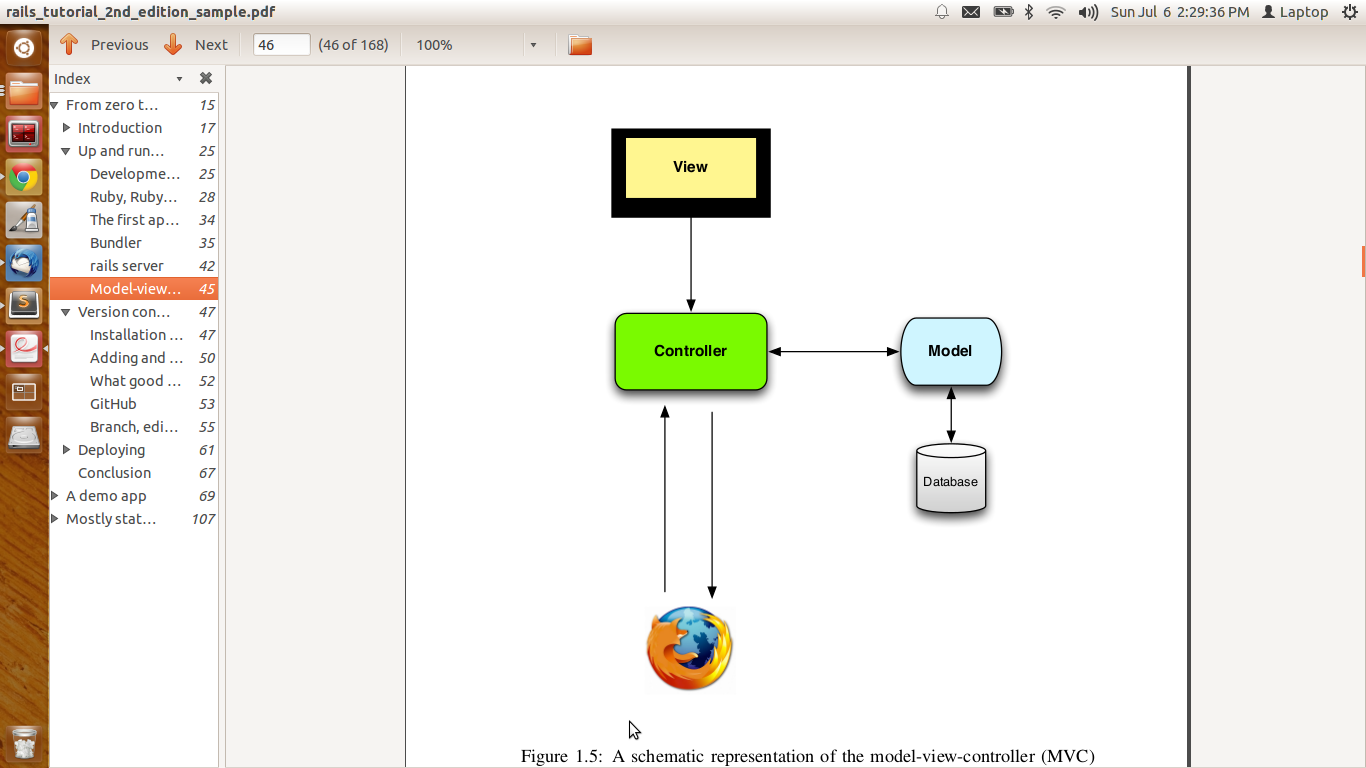 rails_tutorial_2nd_edition_sample.pdf
Sun Jul 6 2:29:36 PM Laptop
Previous Next 46 (46 of 168) 100%
Index
From zero t… 15
Introduction 17
Up and run… 25
Developme… 25
Ruby, Ruby… 28
The first ap… 34
Bundler 35
rails server 42
Model-view… 45
Version con… 47
Installation … 47
Adding and … 50
What good … 52
GitHub 53
Branch, edi… 55
Deploying 61
Conclusion 67
A demo app 69
Mostly stat… 107
View
Controller
Model
Database
Figure 1.5: A schematic representation of the model-view-controller (MVC)